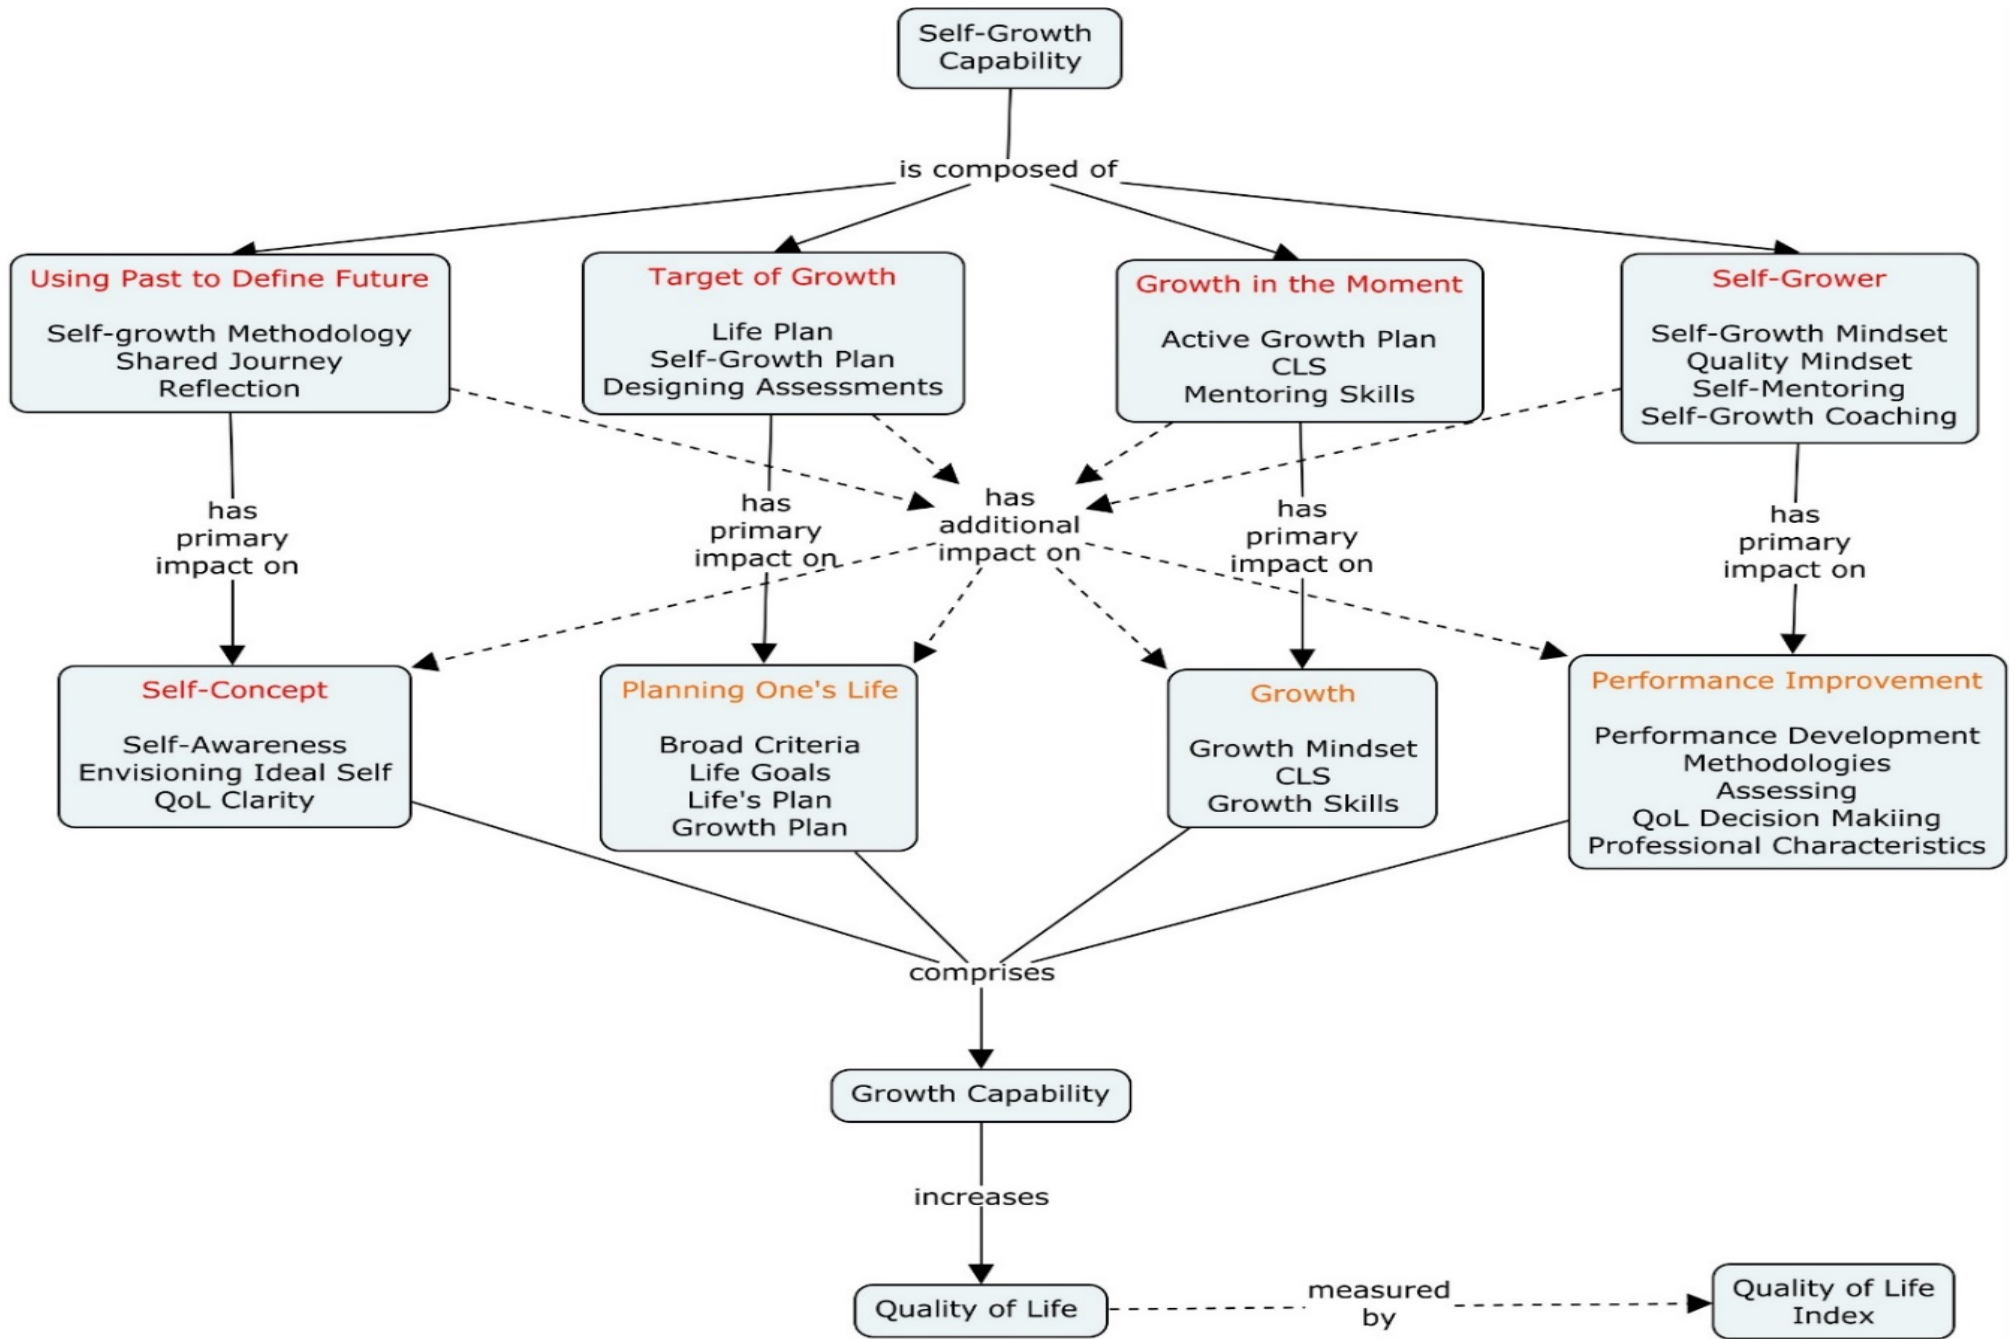 Self-Growth
Capability
is composed of
Using Past to Define Future
Self-growth Methodology
Shared Journey
Reflection
Target of Growth
Life Plan
Self-Growth Plan
Designing Assessments
Growth in the Moment
Active Growth Plan
CLS
Mentoring Skills
Self-Grower
Self-Growth Mindset
Quality Mindset
Self-Mentoring
Self-Growth Coaching
has
primary
impact on
has
primary
impact on
has
additional
impact on
has
primary
impact on
has
primary
impact on
Self-Concept
Self-Awareness
Envisioning Ideal Self
QoL Clarity
Planning One's Life
Broad Criteria
Life Goals
Life's Plan
Growth Plan
Growth
Growth Mindset
CLS
Growth Skills
Performance Improvement
Performance Development
Methodologies
Assessing
QoL Decision Makiing
Professional Characteristics
comprises
Growth Capability
increases
Quality of Life
measured
by
Quality of Life
Index